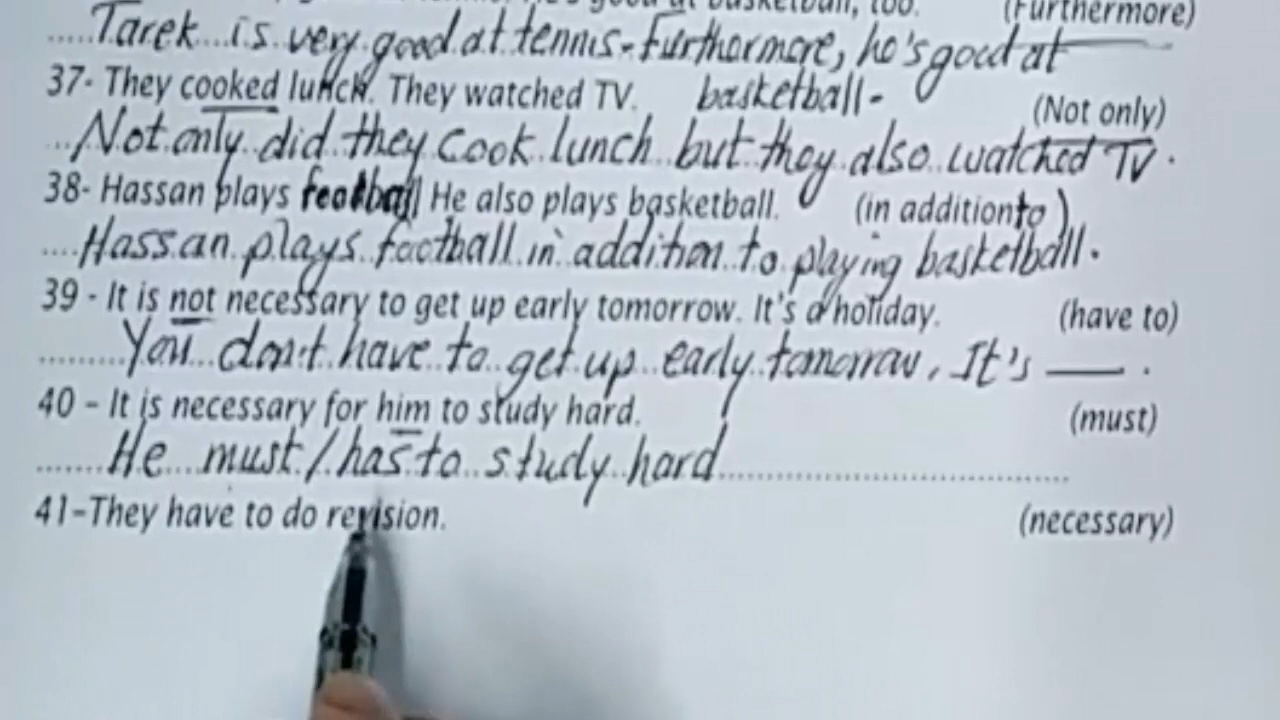 He's good at basketball, too. (Furthermore)
Tarek is very good at tennis. Furthermore, he's good at
37- They cooked lunch. They watched TV. basketball. (Not only)
Not only did they cook lunch but they also watched TV.
38- Hassan plays football He also plays basketball. (in addition to)
Hassan plays football in addition to playing basketball.
39 - It is not necessary to get up early tomorrow. It's a holiday. (have to)
You don't have to get up early tomorrow. It's ___ .
40 – It is necessary for him to study hard. (must)
He must / has to study hard
41–They have to do revision. (necessary)